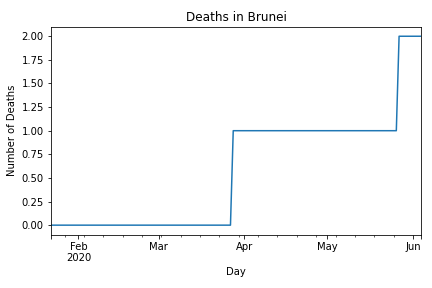 Deaths in Brunei
Number of Deaths
2.00
1.75
1.50
1.25
1.00
0.75
0.50
0.25
0.00
Feb
2020
Mar
Apr
May
Jun
Day